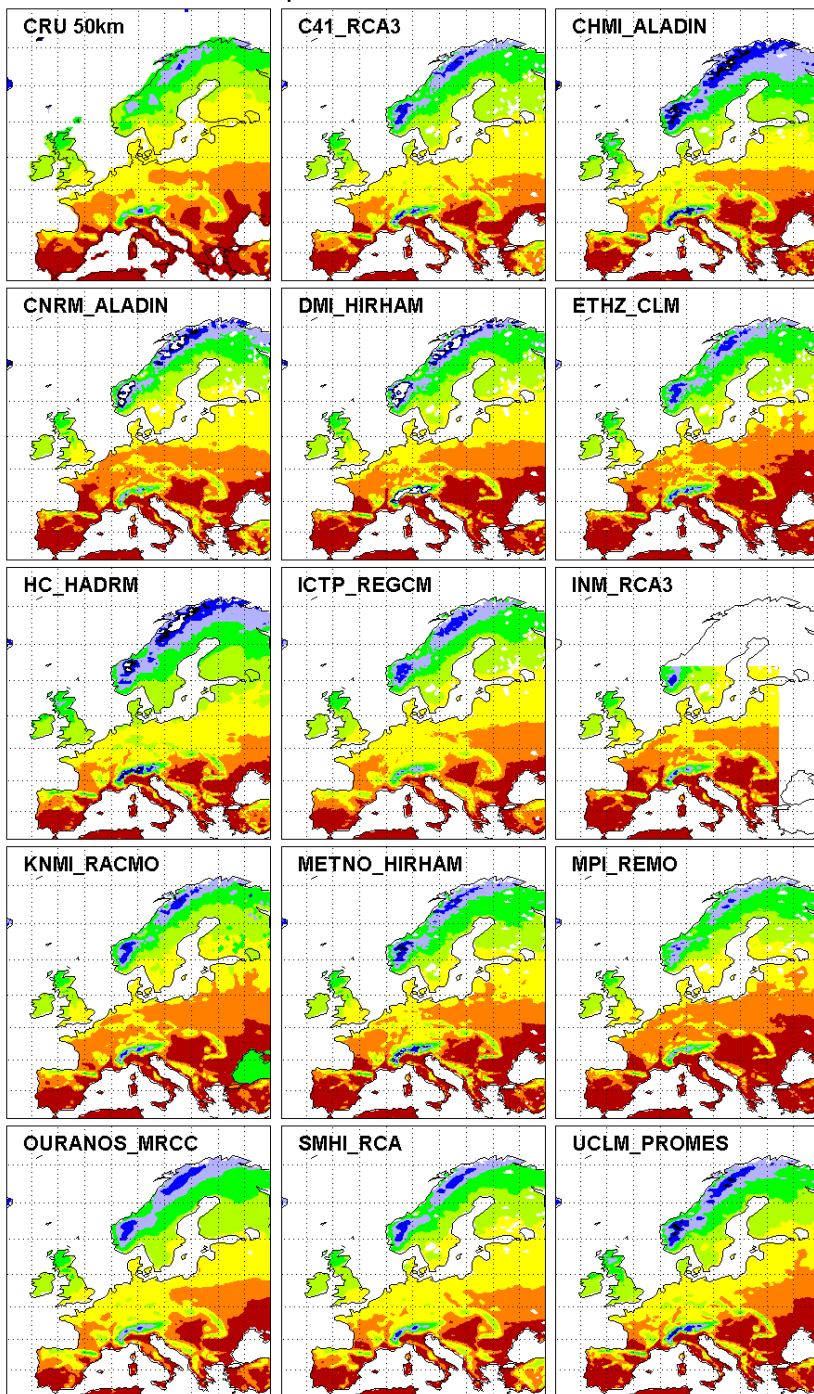 CRU 50km
C41_RCA3
CHMI_ALADIN
CNRM_ALADIN
DMI_HIRHAM
ETHZ_CLM
HC_HADRM
ICTP_REGCM
INM_RCA3
KNMI_RACMO
METNO_HIRHAM
MPI_REMO
OURANOS_MRCC
SMHI_RCA
UCLM_PROMES